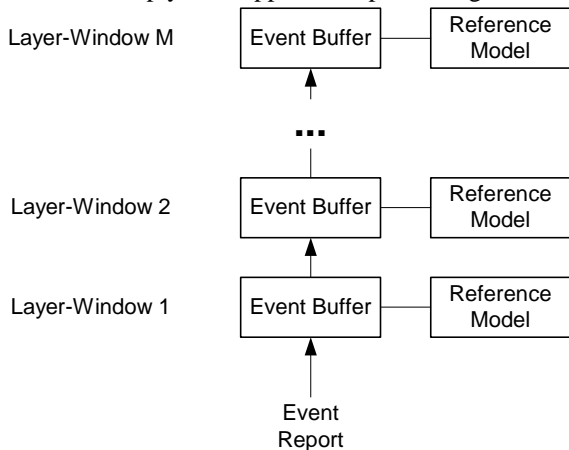 Layer-Window M
Event Buffer
Reference
Model
...
Layer-Window 2
Event Buffer
Reference
Model
Layer-Window 1
Event Buffer
Reference
Model
Event
Report